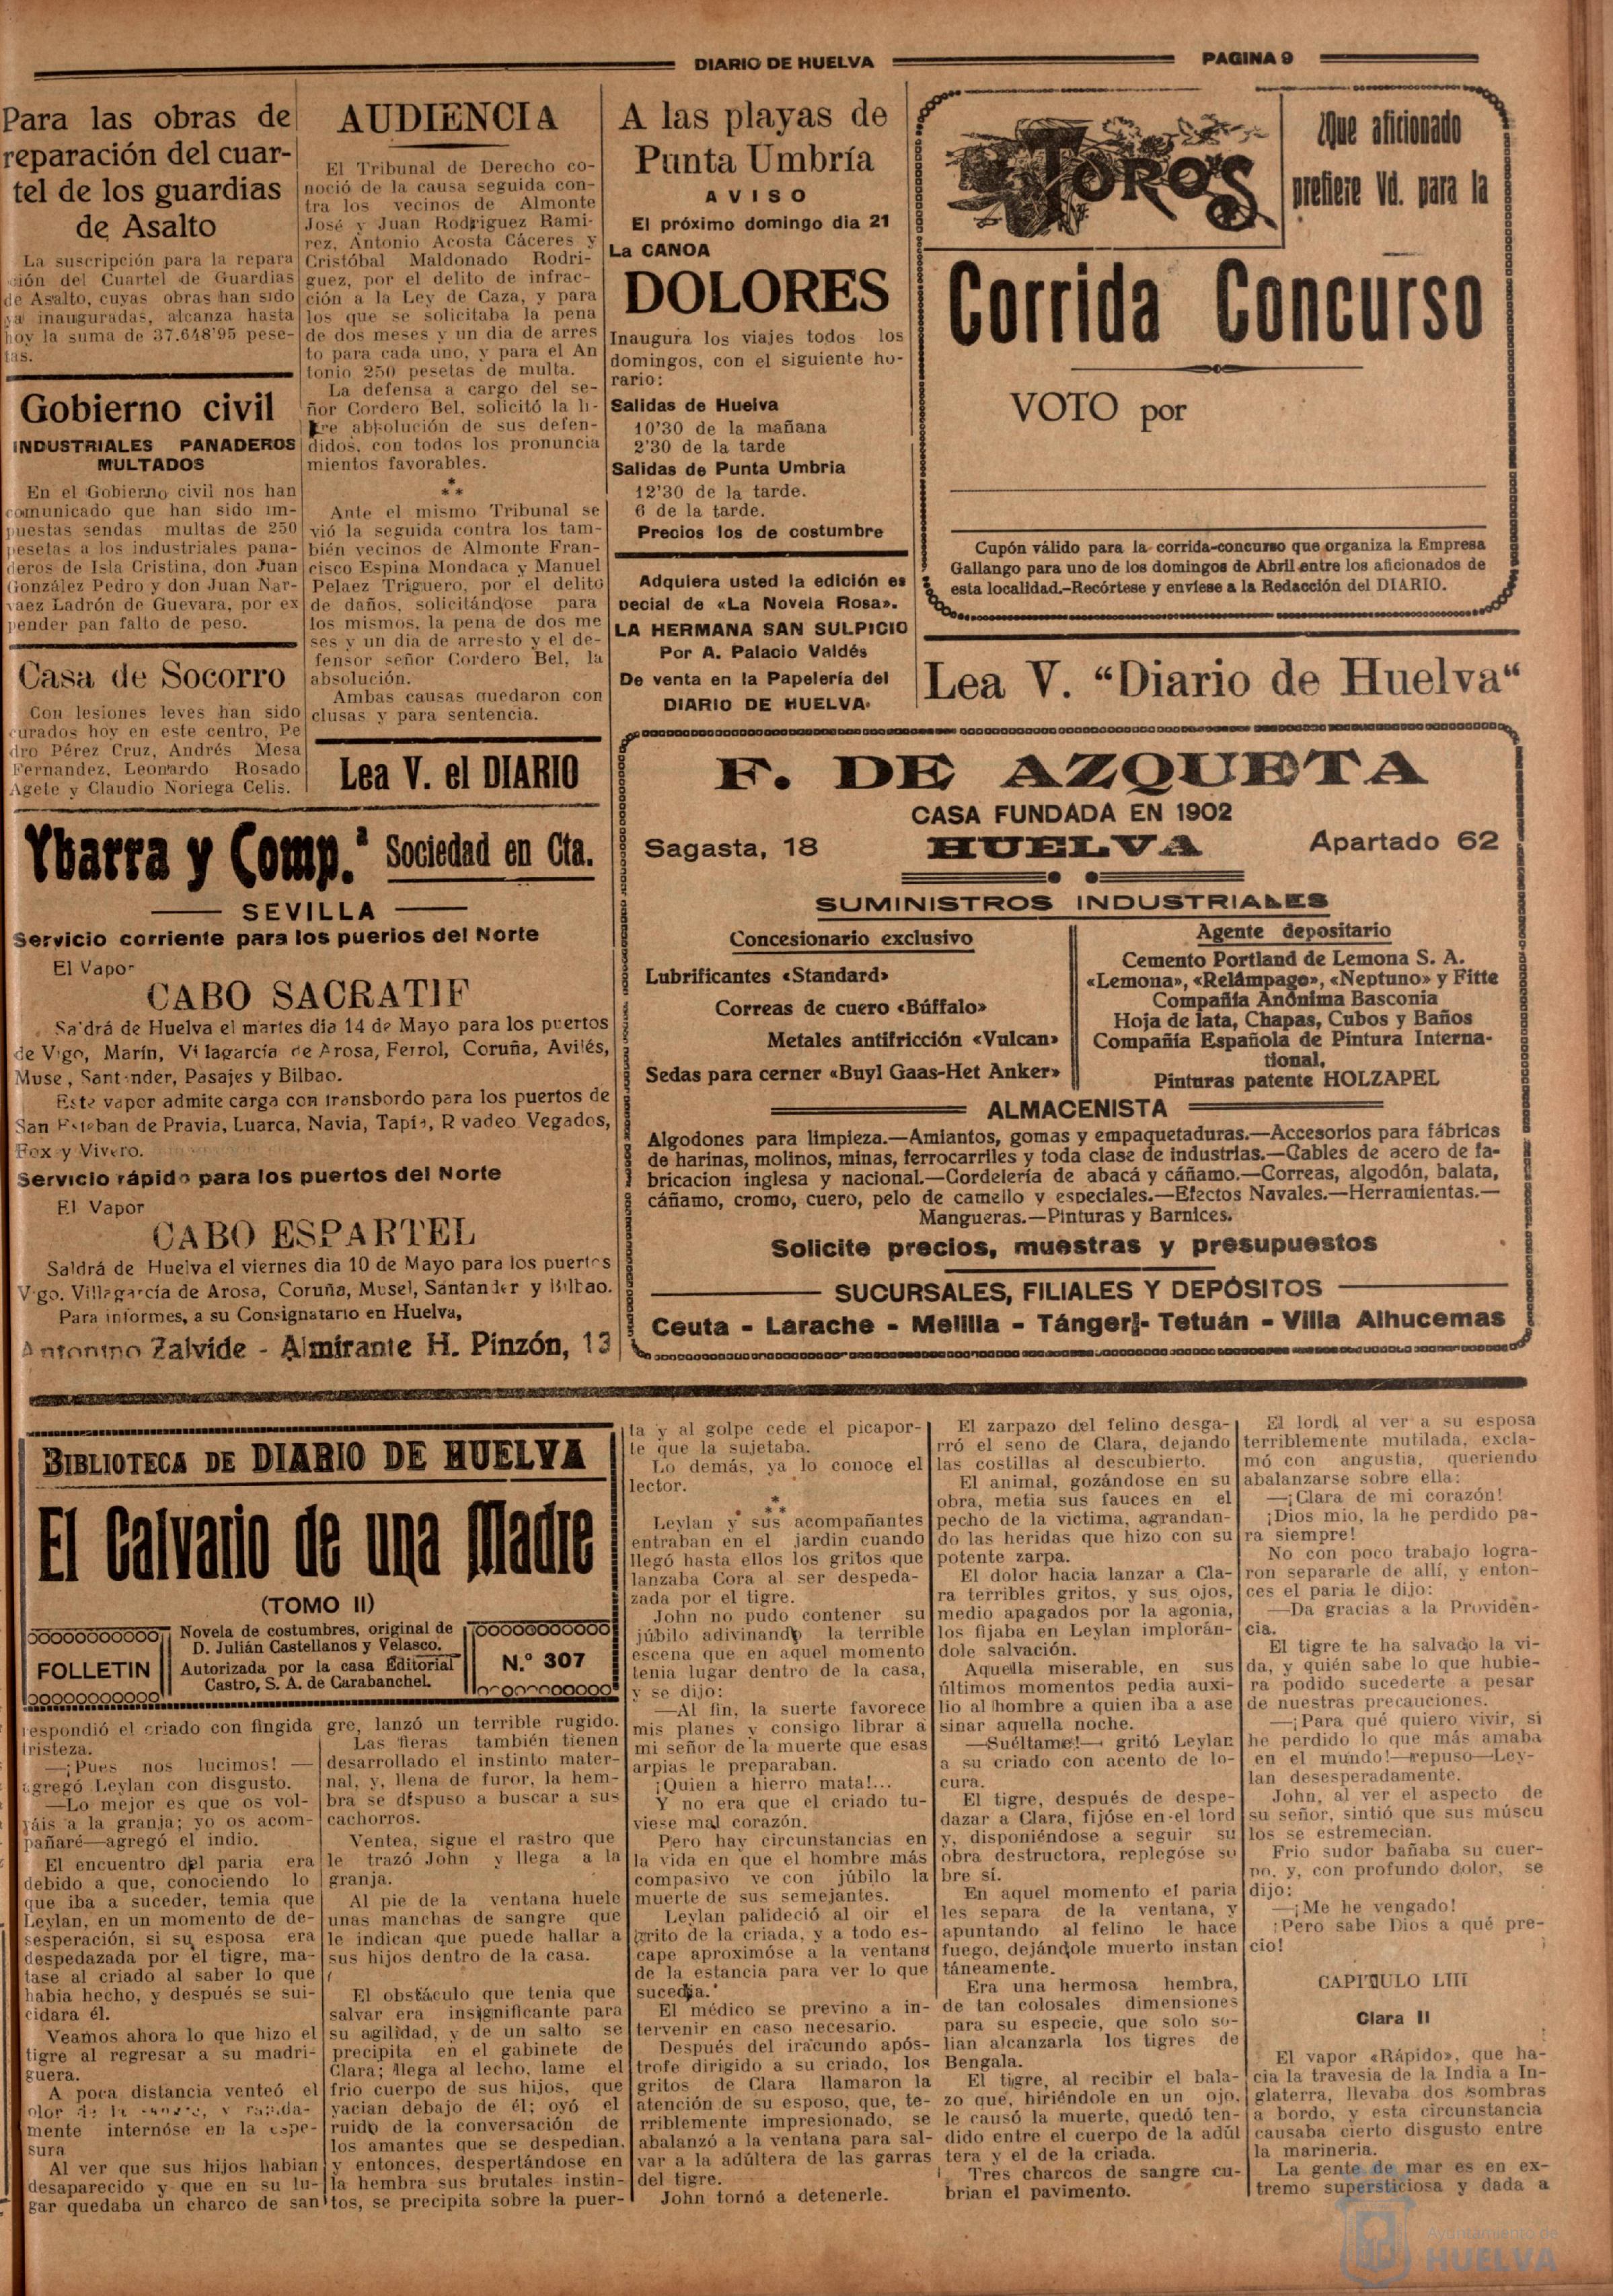 DIARIO DE HUELVA
PAGINA 9
Para las obras de
reparación del cuar-
tel de los guardias
de Asalto
La suscripción para la repara
ción del Cuartel de Guardias
de Asalto, cuyas obras han sido
ya inauguradas, alcanza hasta
hoy la suma de 37.648'95 pese-
tas.
Gobierno civil
INDUSTRIALES PANADEROS
MULTADOS
En el Gobierno civil nos han
comunicado que han sido im-
puestas sendas multas de 250
pesetas a los industriales pana-
deros de Isla Cristina, don Juan
González Pedro y don Juan Nar-
vaez Ladrón de Guevara, por ex
pender pan falto de peso.
Casa de Socorro
Con lesiones leves han sido
curados hoy en este centro, Pe
dro Pérez Cruz, Andrés Mesa
Fernandez, Leonardo Rosado
Agete y Claudio Noriega Celis.
AUDIENCIA
El Tribunal de Derecho co-
noció de la causa seguida con-
tra los vecinos de Almonte
José y Juan Rodriguez Rami-
rez, Antonio Acosta Cáceres y
Cristóbal Maldonado Rodri-
guez, por el delito de infrac-
ción a la Ley de Caza, y para
los que se solicitaba la pena
de dos meses y un dia de arres
to para cada uno, y para el An
tonio 250 pesetas de multa.
La defensa a cargo del se-
ñor Cordero Bel, solicitó la li-
bre absolución de sus defen-
didos, con todos los pronuncia
mientos favorables.
***
Ante el mismo Tribunal se
vió la seguida contra los tam-
bién vecinos de Almonte Fran-
cisco Espina Mondaca y Manuel
Pelaez Triguero, por el delito
de daños, solicitándose para
los mismos, la pena de dos me
ses y un dia de arresto y el de-
fensor señor Cordero Bel, la
absolución.
Ambas causas quedaron con
clusas y para sentencia.
Lea V. el DIARIO
A las playas de
Punta Umbría
AVISO
El próximo domingo dia 21
La CANOA
DOLORES
Inaugura los viajes todos los
domingos, con el siguiente ho-
rario:
Salidas de Huelva
10'30 de la mañana
2'30 de la tarde
Salidas de Punta Umbria
12'30 de la tarde.
6 de la tarde.
Precios los de costumbre
Adquiera usted la edición es
pecial de «La Novela Rosa».
LA HERMANA SAN SULPICIO
Por A. Palacio Valdés
De venta en la Papelería del
DIARIO DE HUELVA.
TOROS
¿Que aficionado
prefiere Vd. para la
Corrida Concurso
VOTO por
Cupón válido para la corrida-concurso que organiza la Empresa
Gallango para uno de los domingos de Abril entre los aficionados de
esta localidad.-Recórtese y envíese a la Redacción del DIARIO.
Lea V. "Diario de Huelva"
Ybarra y Comp.ª Sociedad en Cta.
SEVILLA
Servicio corriente para los puertos del Norte
El Vapor
CABO SACRATIF
Saldrá de Huelva el martes dia 14 de Mayo para los puertos
de Vigo, Marín, Vi lagarcía de Arosa, Ferrol, Coruña, Avilés,
Muse , Sant nder, Pasajes y Bilbao.
Este vapor admite carga con transbordo para los puertos de
San Esteban de Pravia, Luarca, Navia, Tapia, R vadeo Vegados,
Fox y Vivero.
Servicio rápido para los puertos del Norte
El Vapor
CABO ESPARTEL
Saldrá de Huelva el viernes dia 10 de Mayo para los puertos
Vigo. Villagarcía de Arosa, Coruña, Musel, Santander y Bilbao.
Para informes, a su Consignatario en Huelva,
Antonino Zalvide - Almirante H. Pinzón, 13
F. DE AZQUETA
CASA FUNDADA EN 1902
Sagasta, 18
HUELVA
Apartado 62
SUMINISTROS INDUSTRIALES
Concesionario exclusivo
Lubrificantes «Standard»
Correas de cuero «Búffalo»
Metales antifricción «Vulcan»
Sedas para cerner «Buyl Gaas-Het Anker»
Agente depositario
Cemento Portland de Lemona S. A.
«Lemona», «Relámpago», «Neptuno» y Fitte
Compañía Anónima Basconia
Hoja de lata, Chapas, Cubos y Baños
Compañía Española de Pintura Interna-
tional,
Pinturas patente HOLZAPEL
ALMACENISTA
Algodones para limpieza.—Amiantos, gomas y empaquetaduras.—Accesorios para fábricas
de harinas, molinos, minas, ferrocarriles y toda clase de industrias.—Cables de acero de fa-
bricacion inglesa y nacional.—Cordelería de abacá y cáñamo.—Correas, algodón, balata,
cáñamo, cromo, cuero, pelo de camello y especiales.—Efectos Navales.—Herramientas.—
Mangueras.—Pinturas y Barnices.
Solicite precios, muestras y presupuestos
SUCURSALES, FILIALES Y DEPÓSITOS
Ceuta - Larache - Melilla - Tánger - Tetuán - Villa Alhucemas
BIBLIOTECA DE DIARIO DE HUELVA
El Calvario de una Madre
(TOMO II)
FOLLETIN
Novela de costumbres, original de
D. Julián Castellanos y Velasco.
Autorizada por la casa Editorial
Castro, S. A. de Carabanchel.
N.º 307
respondió el criado con fingida
tristeza.
—¡Pues nos lucimos! —
agregó Leylan con disgusto.
—Lo mejor es que os vol-
váis a la granja; yo os acom-
pañaré—agregó el indio.
El encuentro del paria era
debido a que, conociendo lo
que iba a suceder, temia que
Leylan, en un momento de de-
sesperación, si su esposa era
despedazada por el tigre, ma-
tase al criado al saber lo que
habia hecho, y después se sui-
cidara él.
Veamos ahora lo que hizo el
tigre al regresar a su madri-
guera.
A poca distancia venteó el
olor de la sangre, y rápida-
mente internóse en la espe-
sura
Al ver que sus hijos habian
desaparecido y que en su lu-
gar quedaba un charco de san
gre, lanzó un terrible rugido.
Las fieras también tienen
desarrollado el instinto mater-
nal, y, llena de furor, la hem-
bra se dispuso a buscar a sus
cachorros.
Ventea, sigue el rastro que
le trazó John y llega a la
granja.
Al pie de la ventana huele
unas manchas de sangre que
le indican que puede hallar a
sus hijos dentro de la casa.
El obstáculo que tenia que
salvar era insignificante para
su agilidad, y de un salto se
precipita en el gabinete de
Clara; llega al lecho, lame el
frio cuerpo de sus hijos, que
yacian debajo de él; oyó el
ruido de la conversación de
los amantes que se despedian,
y entonces, despertándose en
la hembra sus brutales instin-
tos, se precipita sobre la puer-
ta y al golpe cede el picapor-
te que la sujetaba.
Lo demás, ya lo conoce el
lector.
***
Leylan y sus acompañantes
entraban en el jardin cuando
llegó hasta ellos los gritos que
lanzaba Cora al ser despeda-
zada por el tigre.
John no pudo contener su
júbilo adivinando la terrible
escena que en aquel momento
tenia lugar dentro de la casa,
y se dijo:
—Al fin, la suerte favorece
mis planes y consigo librar a
mi señor de la muerte que esas
arpias le preparaban.
¡Quien a hierro mata!...
Y no era que el criado tu-
viese mal corazón.
Pero hay circunstancias en
la vida en que el hombre más
compasivo ve con júbilo la
muerte de sus semejantes.
Leylan palideció al oir el
grito de la criada, y a todo es-
cape aproximóse a la ventana
de la estancia para ver lo que
sucedia.
El médico se previno a in-
tervenir en caso necesario.
Después del iracundo após-
trofe dirigido a su criado, los
gritos de Clara llamaron la
atención de su esposo, que, te-
rriblemente impresionado, se
abalanzó a la ventana para sal-
var a la adúltera de las garras
del tigre.
John tornó a detenerle.
El zarpazo del felino desga-
rró el seno de Clara, dejando
las costillas al descubierto.
El animal, gozándose en su
obra, metia sus fauces en el
pecho de la victima, agrandan-
do las heridas que hizo con su
potente zarpa.
El dolor hacia lanzar a Cla-
ra terribles gritos, y sus ojos,
medio apagados por la agonia,
los fijaba en Leylan implorán-
dole salvación.
Aquella miserable, en sus
últimos momentos pedia auxi-
lio al hombre a quien iba a ase
sinar aquella noche.
—Suéltame!— gritó Leylan
a su criado con acento de lo-
cura.
El tigre, después de despe-
dazar a Clara, fijóse en el lord
y, disponiéndose a seguir su
obra destructora, replegóse so
bre sí.
En aquel momento el paria
les separa de la ventana, y
apuntando al felino le hace
fuego, dejándole muerto instan
táneamente.
Era una hermosa hembra,
de tan colosales dimensiones
para su especie, que solo so-
lian alcanzarla los tigres de
Bengala.
El tigre, al recibir el bala-
zo que, hiriéndole en un ojo,
le causó la muerte, quedó ten-
dido entre el cuerpo de la adúl
tera y el de la criada.
Tres charcos de sangre cu-
brian el pavimento.
El lord al ver a su esposa
terriblemente mutilada, excla-
mó con angustia, queriendo
abalanzarse sobre ella:
—¡Clara de mi corazón!
¡Dios mio, la he perdido pa-
ra siempre!
No con poco trabajo logra-
ron separarle de allí, y enton-
ces el paria le dijo:
—Da gracias a la Providen-
cia.
El tigre te ha salvado la vi-
da, y quién sabe lo que hubie-
ra podido sucederte a pesar
de nuestras precauciones.
—¡Para qué quiero vivir, si
he perdido lo que más amaba
en el mundo!—repuso—Ley-
lan desesperadamente.
John, al ver el aspecto de
su señor, sintió que sus múscu
los se estremecian.
Frio sudor bañaba su cuer-
po, y, con profundo dolor, se
dijo:
—¡Me he vengado!
¡Pero sabe Dios a qué pre-
cio!
CAPITULO LIII
Clara II
El vapor «Rápido», que ha-
cia la travesia de la India a In-
glaterra, llevaba dos sombras
a bordo, y esta circunstancia
causaba cierto disgusto entre
la marineria.
La gente de mar es en ex-
tremo supersticiosa y dada a
Ayuntamiento de
HUELVA